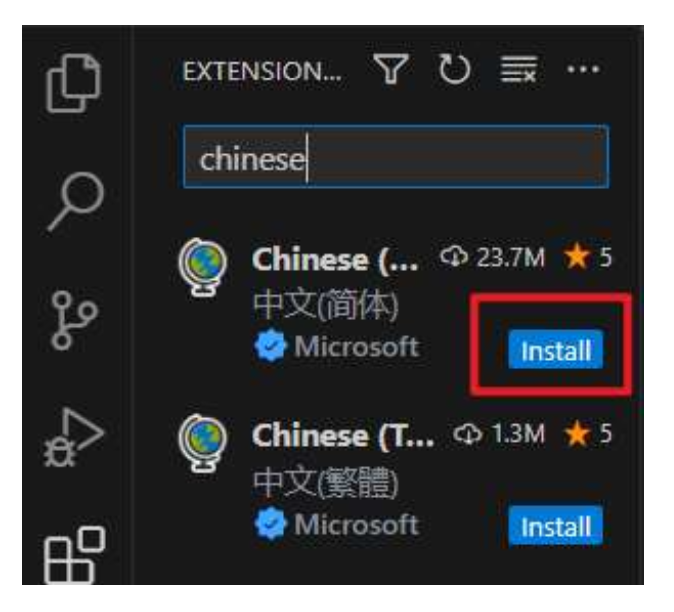 EXTENSION...
chinese
Chinese (... 23.7M ★ 5
中文(简体)
Microsoft Install
Chinese (T... 1.3M ★ 5
中文(繁體)
Microsoft Install